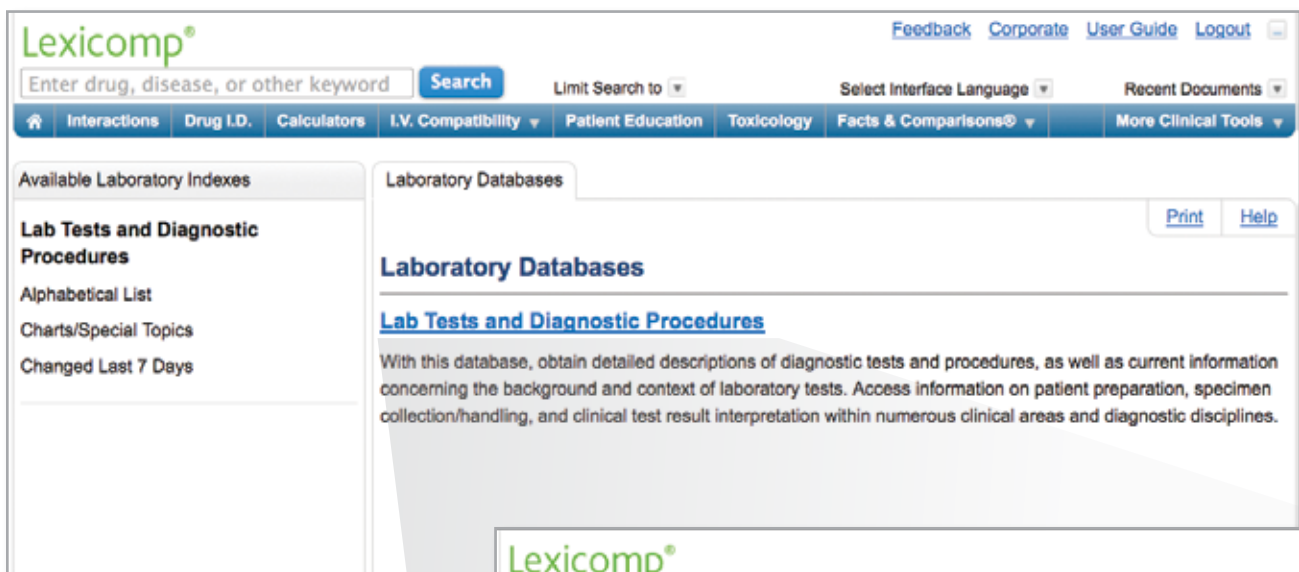 Lexicomp®
Feedback Corporate User Guide Logout
Enter drug, disease, or other keyword Search Limit Search to Select Interface Language Recent Documents
Interactions Drug I.D. Calculators I.V. Compatibility Patient Education Toxicology Facts & Comparisons® More Clinical Tools
Available Laboratory Indexes
Lab Tests and Diagnostic
Procedures
Alphabetical List
Charts/Special Topics
Changed Last 7 Days
Laboratory Databases
Print Help
Laboratory Databases
Lab Tests and Diagnostic Procedures
With this database, obtain detailed descriptions of diagnostic tests and procedures, as well as current information
concerning the background and context of laboratory tests. Access information on patient preparation, specimen
collection/handling, and clinical test result interpretation within numerous clinical areas and diagnostic disciplines.
Lexicomp®